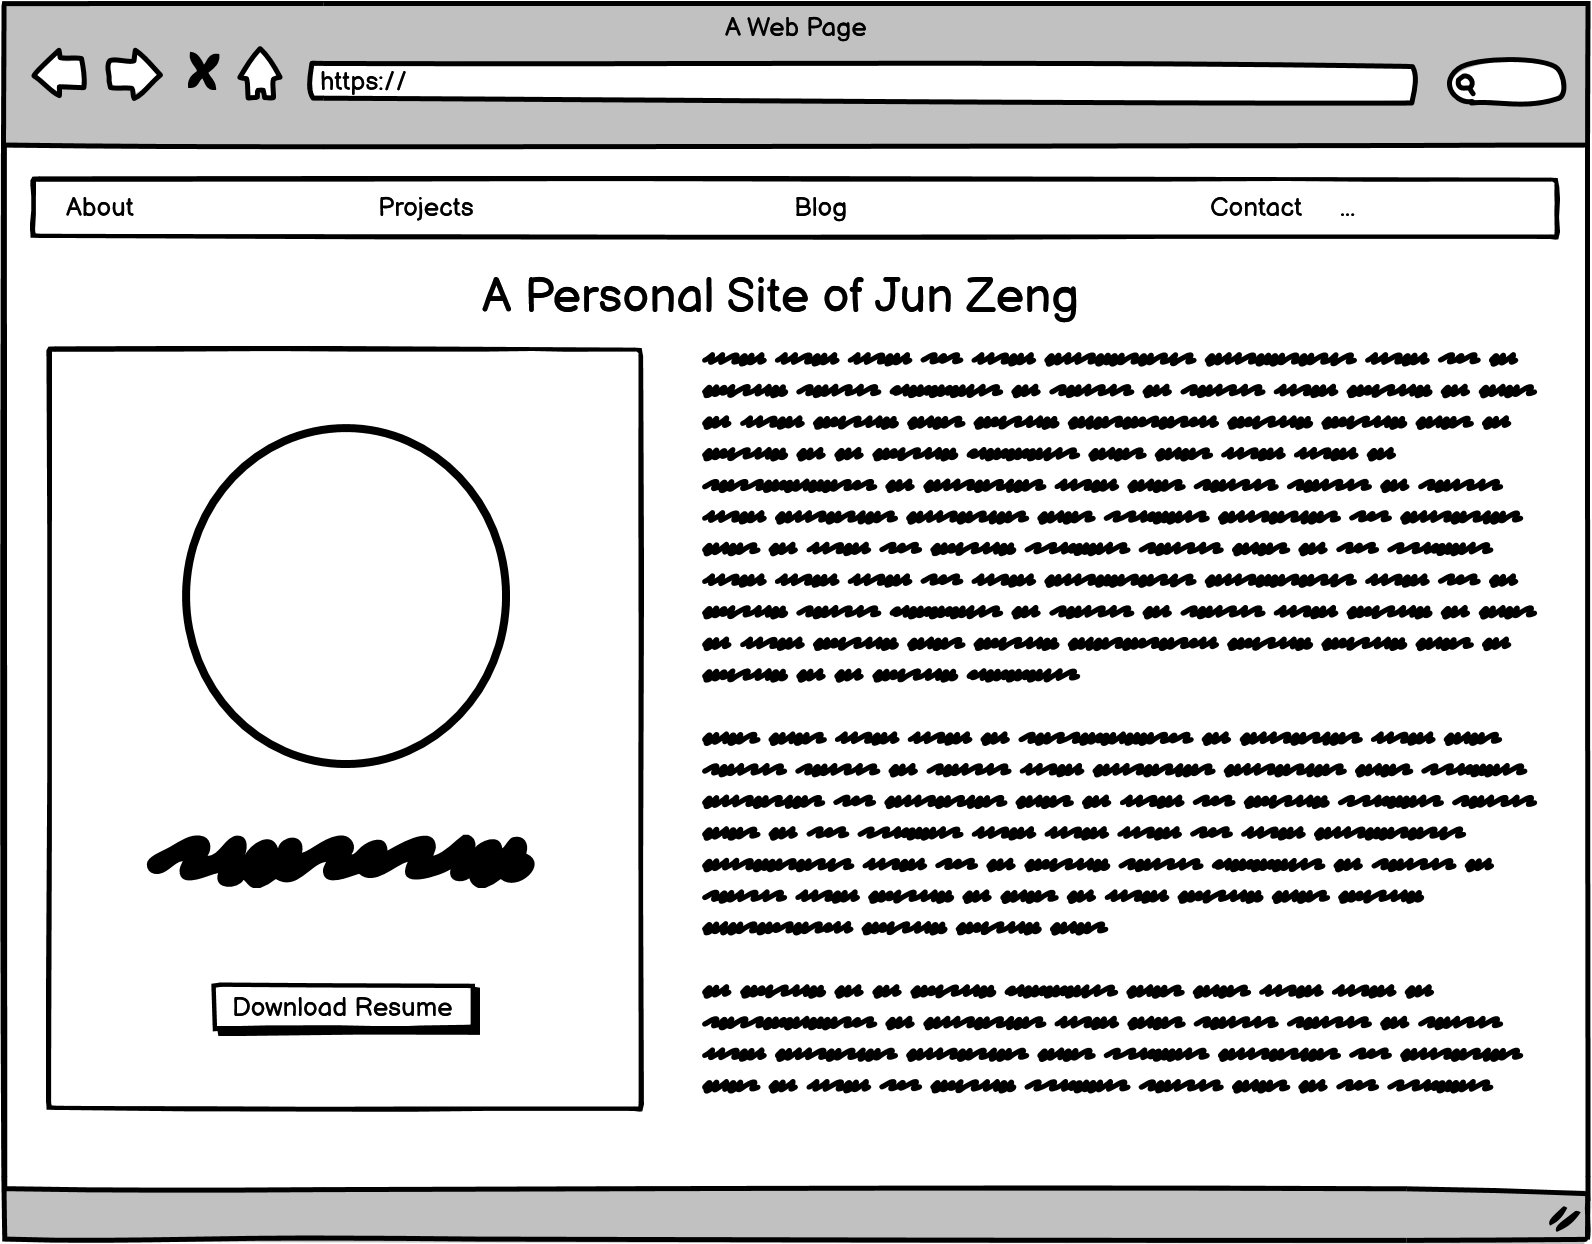 A Web Page
https://
About Projects Blog Contact ...
A Personal Site of Jun Zeng
Download Resume